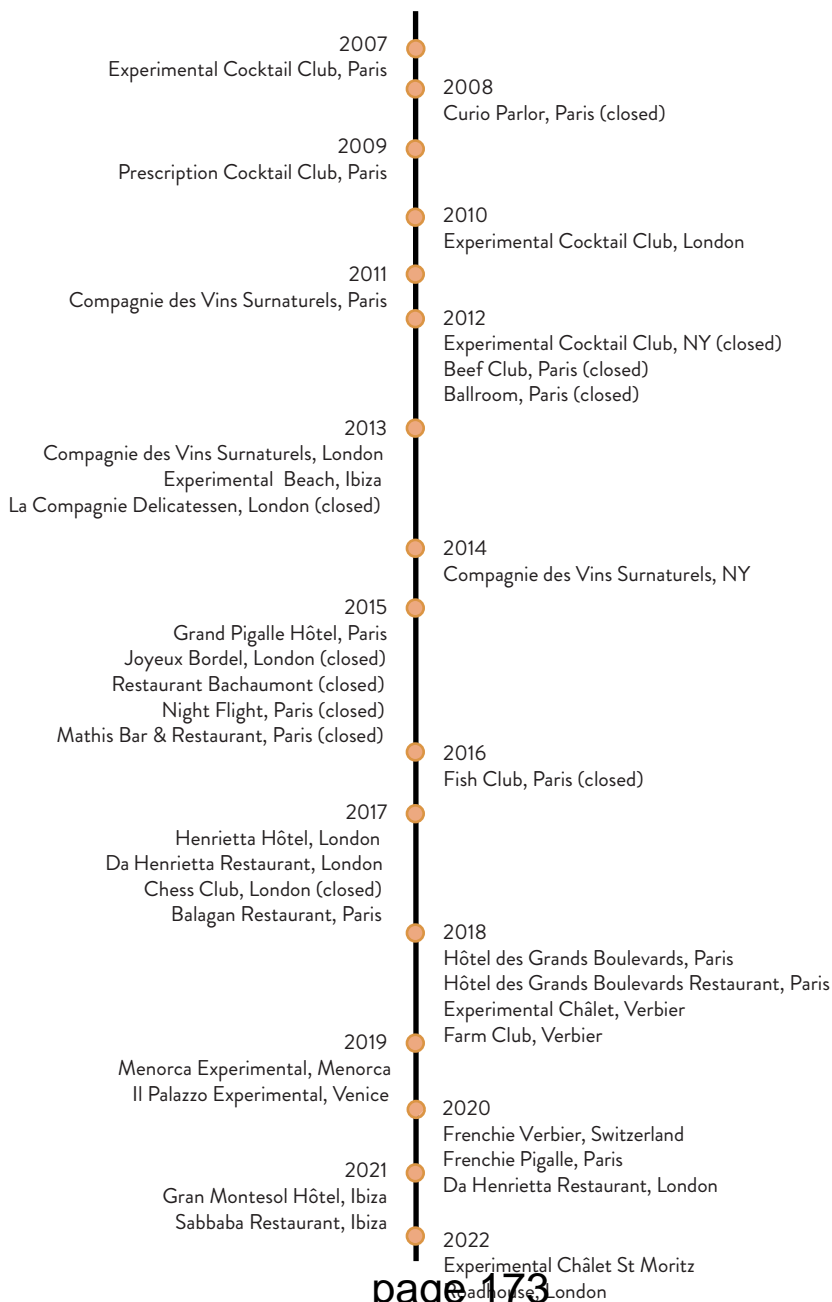 2007
Experimental Cocktail Club, Paris
2008
Curio Parlor, Paris (closed)
2009
Prescription Cocktail Club, Paris
2010
Experimental Cocktail Club, London
2011
Compagnie des Vins Surnaturels, Paris
2012
Experimental Cocktail Club, NY (closed)
Beef Club, Paris (closed)
Ballroom, Paris (closed)
2013
Compagnie des Vins Surnaturels, London
Experimental Beach, Ibiza
La Compagnie Delicatessen, London (closed)
2014
Compagnie des Vins Surnaturels, NY
2015
Grand Pigalle Hôtel, Paris
Joyeux Bordel, London (closed)
Restaurant Bachaumont (closed)
Night Flight, Paris (closed)
Mathis Bar & Restaurant, Paris (closed)
2016
Fish Club, Paris (closed)
2017
Henrietta Hôtel, London
Da Henrietta Restaurant, London
Chess Club, London (closed)
Balagan Restaurant, Paris
2018
Hôtel des Grands Boulevards, Paris
Hôtel des Grands Boulevards Restaurant, Paris
Experimental Châlet, Verbier
Farm Club, Verbier
2019
Menorca Experimental, Menorca
Il Palazzo Experimental, Venice
2020
Frenchie Verbier, Switzerland
Frenchie Pigalle, Paris
Da Henrietta Restaurant, London
2021
Gran Montesol Hôtel, Ibiza
Sabbaba Restaurant, Ibiza
2022
Experimental Châlet St Moritz
Roadhouse, London
page 173